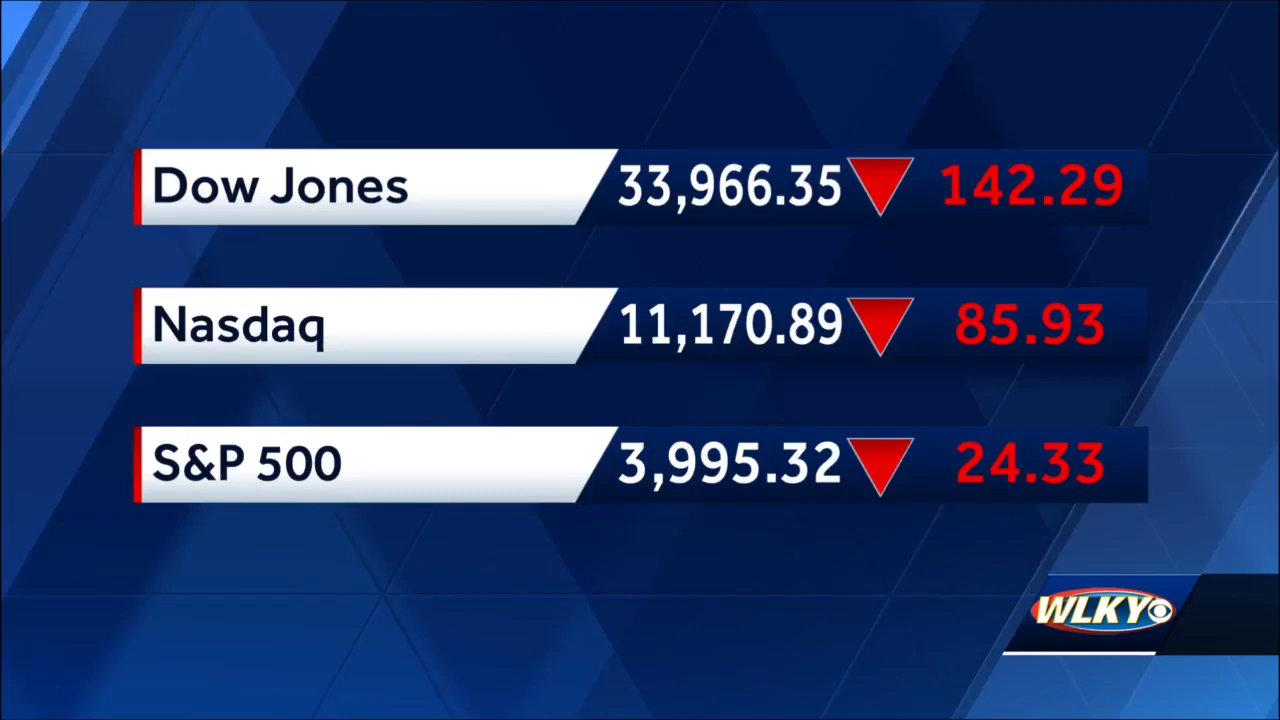 Dow Jones 33,966.35 142.29
Nasdaq 11,170.89 85.93
S&P 500 3,995.32 24.33
WLKY